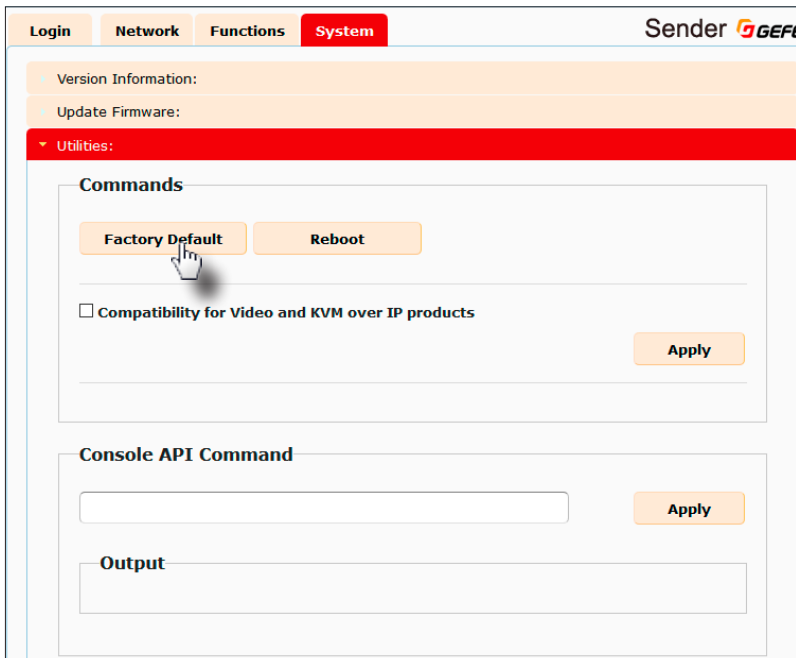 Login Network Functions System Sender GEFE
Version Information:
Update Firmware:
Utilities:
Commands
Factory Default Reboot
Compatibility for Video and KVM over IP products
Apply
Console API Command
Apply
Output